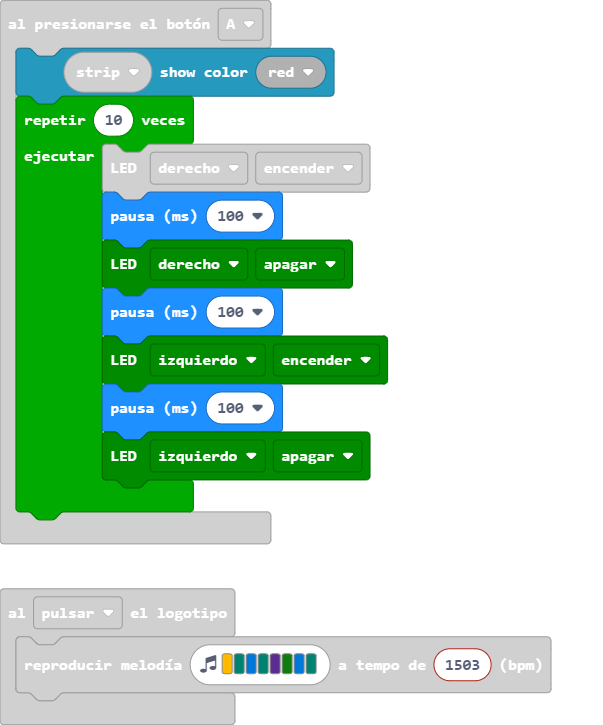 al presionarse el botón A
strip show color red
repetir 10 veces
ejecutar LED derecho encender
pausa (ms) 100
LED derecho apagar
pausa (ms) 100
LED izquierdo encender
pausa (ms) 100
LED izquierdo apagar
al pulsar el logotipo
reproducir melodía a tempo de 1503 (bpm)